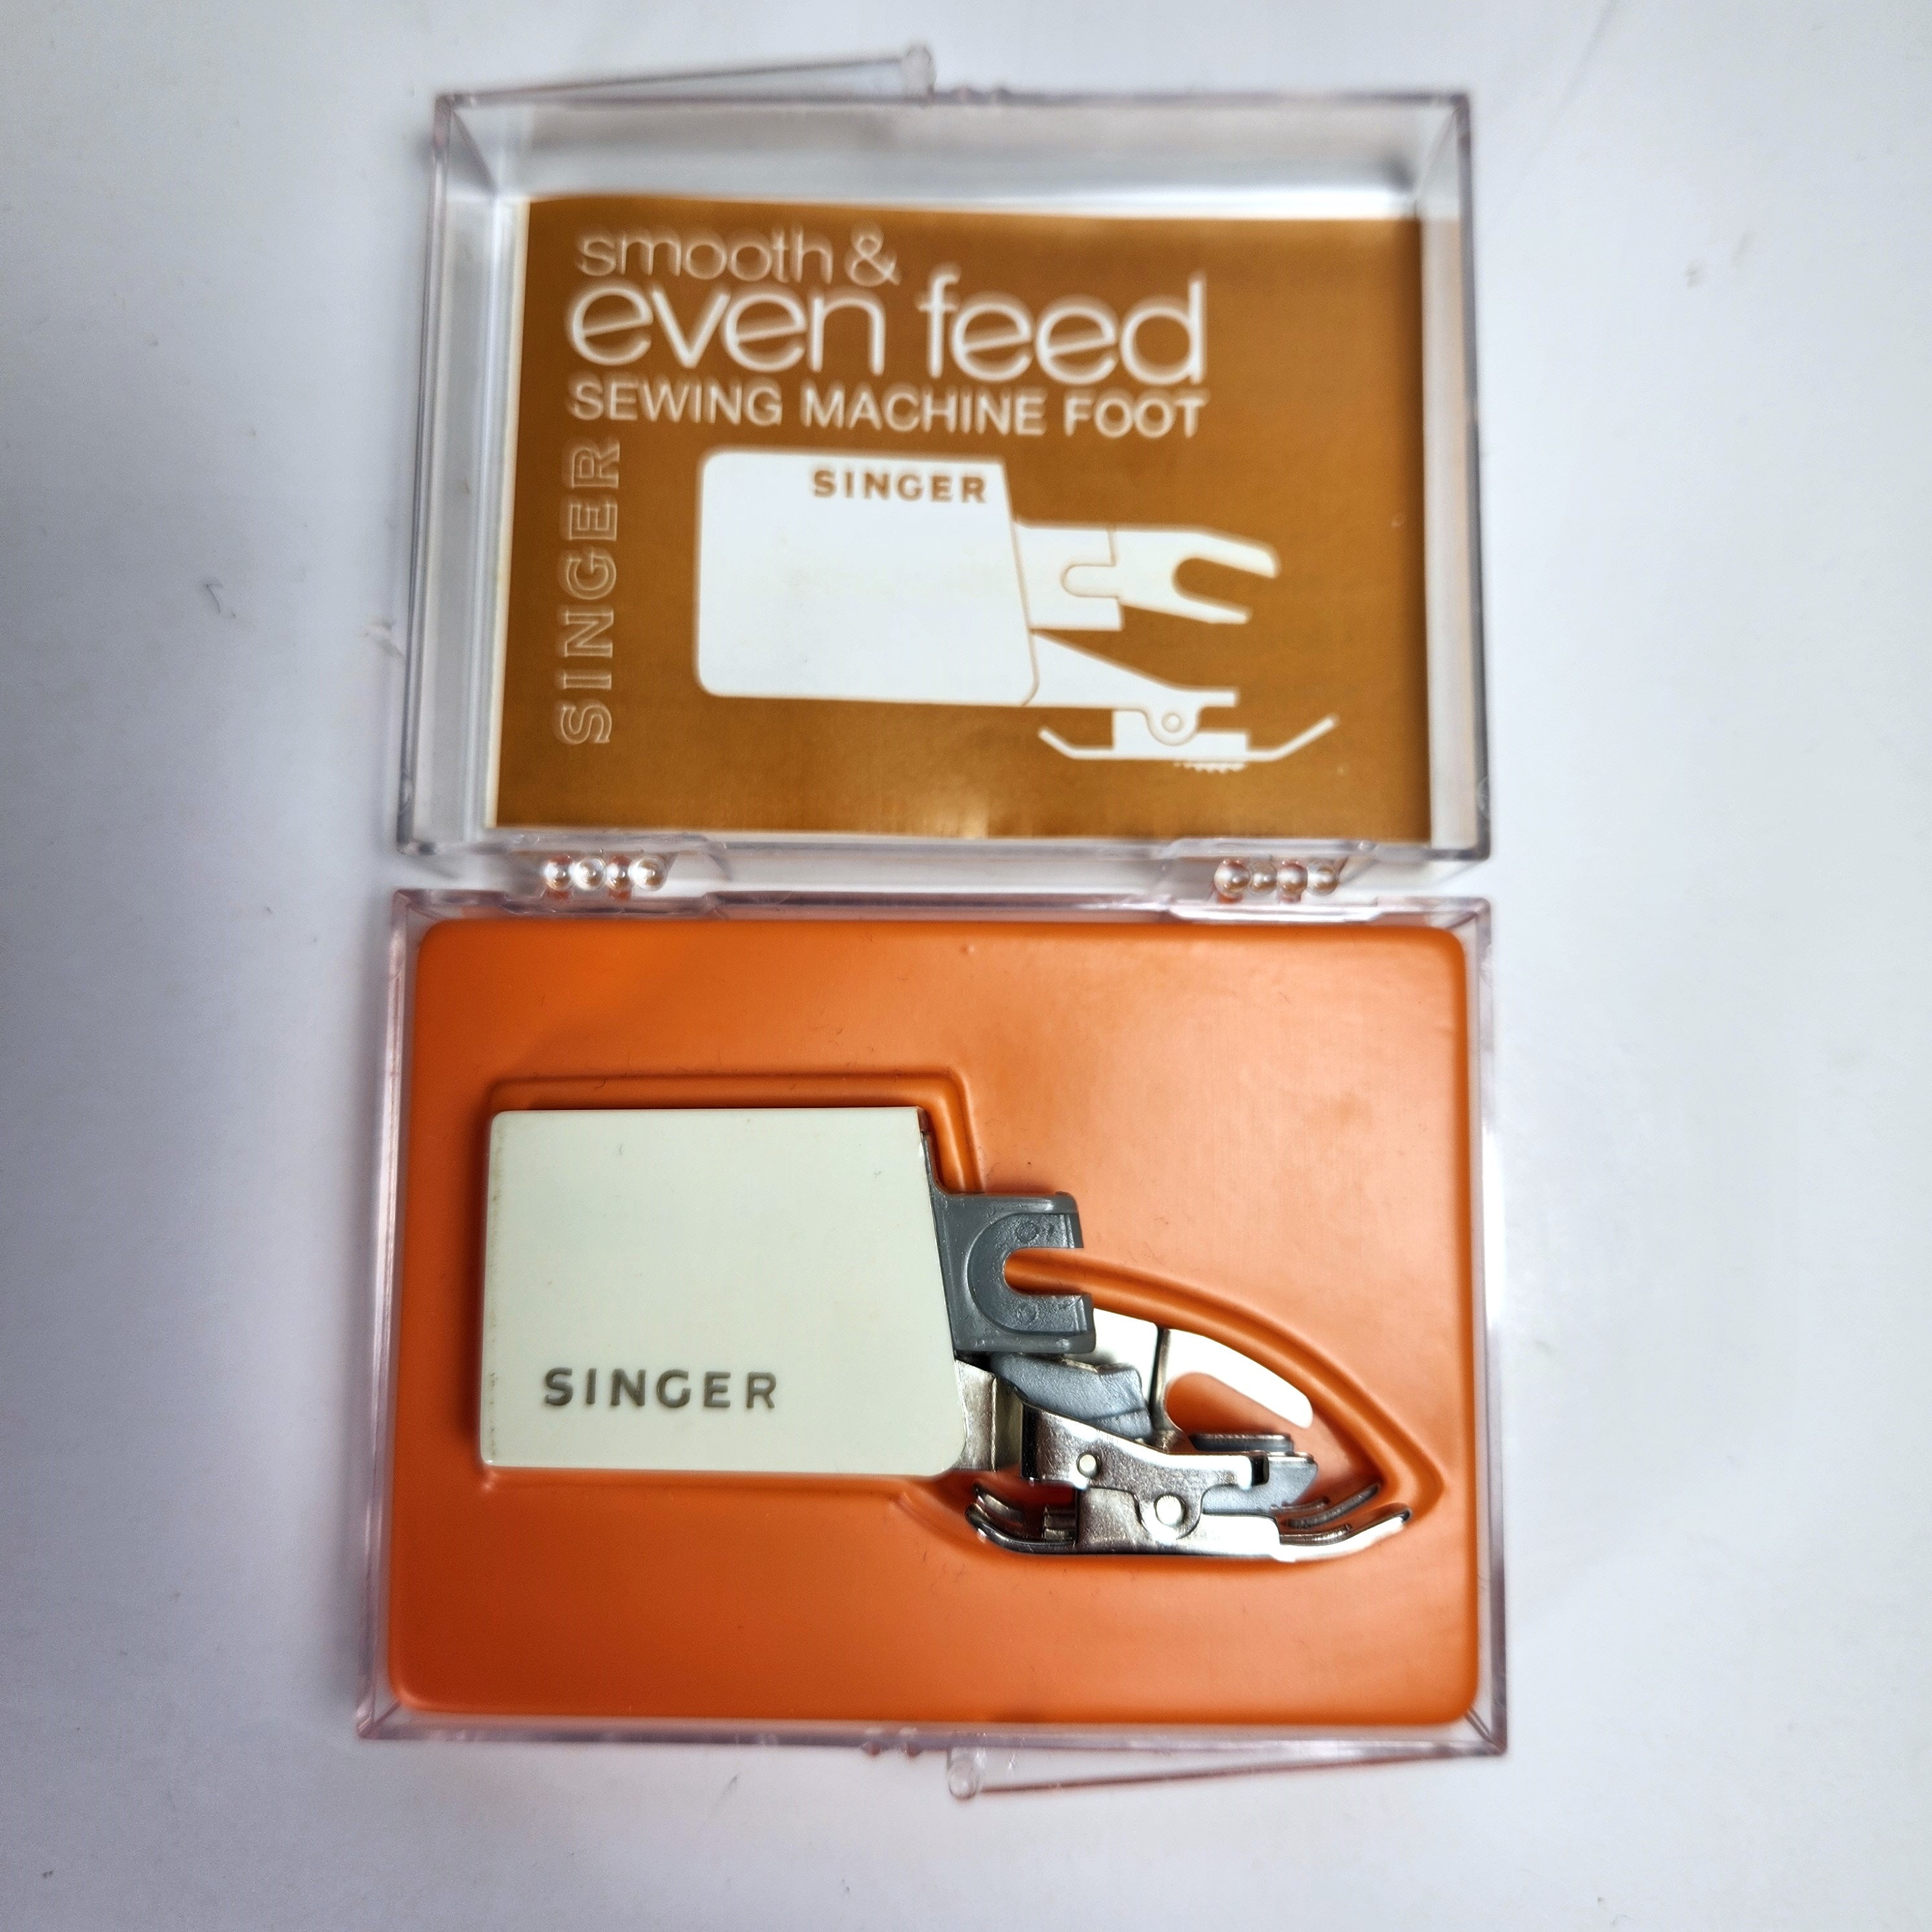 smooth &
even feed
SEWING MACHINE FOOT
SINGER
SINGER
SINGER